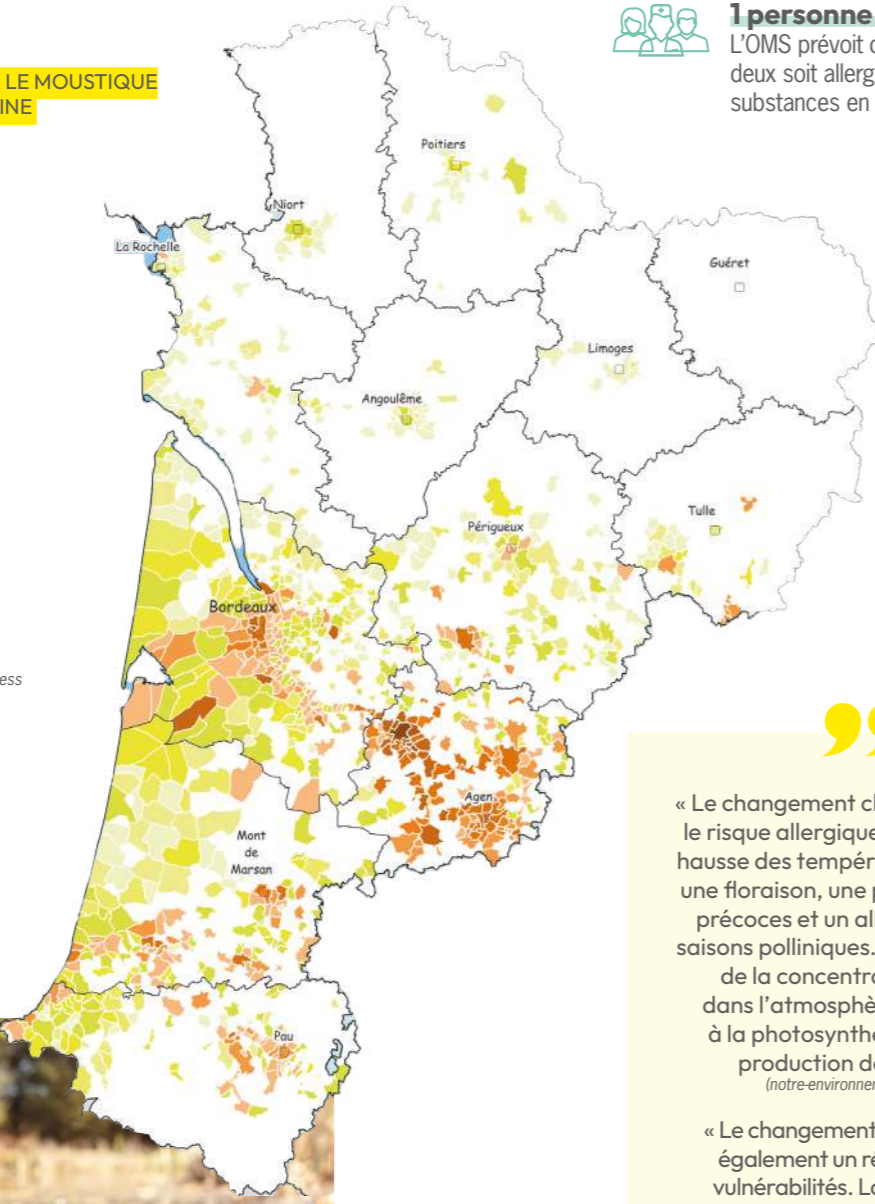 LE MOUSTIQUE
INE
1 personne
L'OMS prévoit
deux soit allerg
substances en
Poitiers
Niort
La Rochelle
Guéret
Limoges
Angoulême
Tulle
Périgueux
Bordeaux
ess
Agen
Mont
de
Marsan
Pau
« Le changement cl
le risque allergique
hausse des tempér
une floraison, une
précoces et un al
saisons polliniques.
de la concentra
dans l'atmosphè
à la photosynthè
production de
(notre-environne
« Le changement
également un ré
vulnérabilités. La